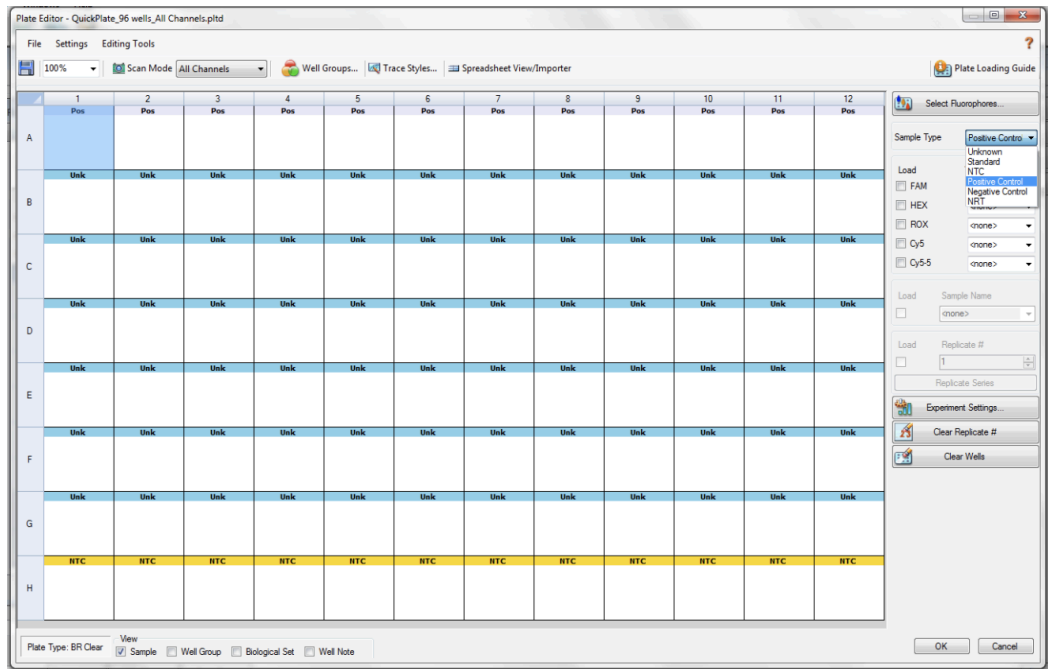 Plate Editor - QuickPlate_96 wells_All Channels.pltd
File Settings Editing Tools ?
100% Scan Mode All Channels Well Groups... Trace Styles... Spreadsheet View/Importer Plate Loading Guide
1 2 3 4 5 6 7 8 9 10 11 12
Select Fluorophores...
Pos Pos Pos Pos Pos Pos Pos Pos Pos Pos Pos Pos
A
Sample Type Positive Contro
Unknown
Standard
NTC
Positive Control
Negative Control
NRT
Load
FAM
HEX
ROX <none>
Cy5 <none>
Cy5-5 <none>
Unk Unk Unk Unk Unk Unk Unk Unk Unk Unk Unk Unk
B
Unk Unk Unk Unk Unk Unk Unk Unk Unk Unk Unk Unk
C
Load Sample Name
<none>
Unk Unk Unk Unk Unk Unk Unk Unk Unk Unk Unk Unk
D
Load Replicate #
1
Replicate Series
Unk Unk Unk Unk Unk Unk Unk Unk Unk Unk Unk Unk
E
Experiment Settings...
Clear Replicate #
Clear Wells
Unk Unk Unk Unk Unk Unk Unk Unk Unk Unk Unk Unk
F
Unk Unk Unk Unk Unk Unk Unk Unk Unk Unk Unk Unk
G
NTC NTC NTC NTC NTC NTC NTC NTC NTC NTC NTC NTC
H
Plate Type: BR Clear View Sample Well Group Biological Set Well Note OK Cancel